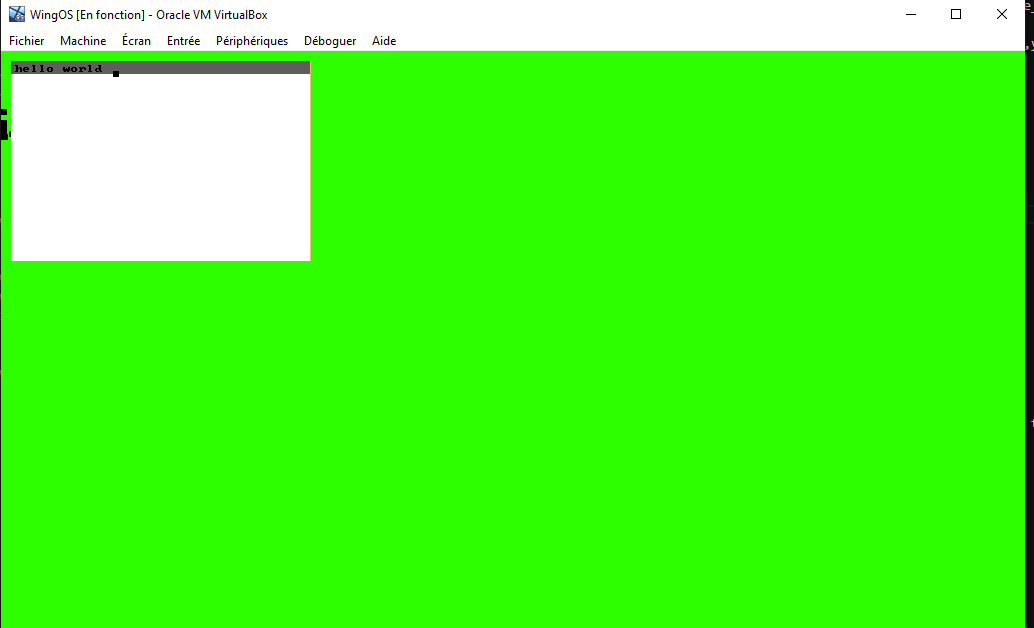 WingOS [En fonction] - Oracle VM VirtualBox
Fichier Machine Écran Entrée Périphériques Déboguer Aide
hello world